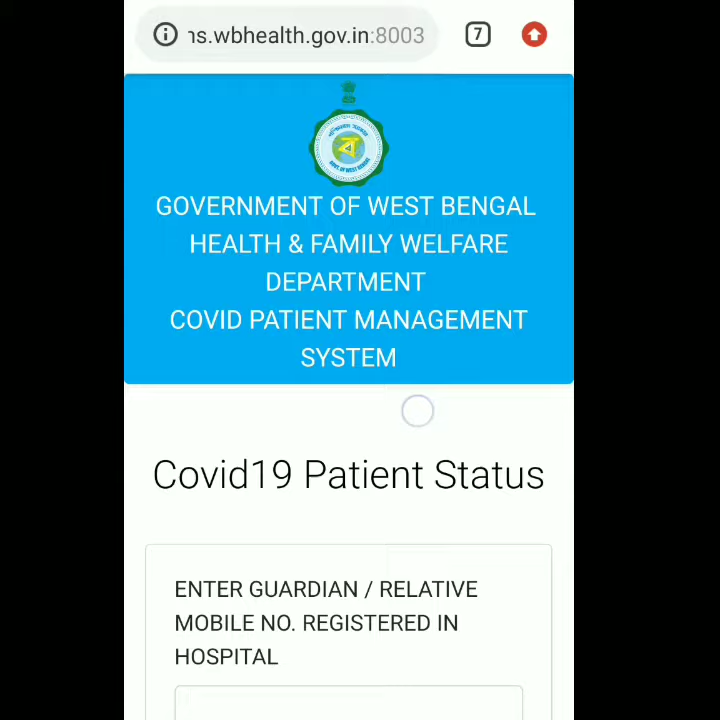 ns.wbhealth.gov.in:8003
7
GOVERNMENT OF WEST BENGAL
HEALTH & FAMILY WELFARE
DEPARTMENT
COVID PATIENT MANAGEMENT
SYSTEM
Covid19 Patient Status
ENTER GUARDIAN / RELATIVE
MOBILE NO. REGISTERED IN
HOSPITAL